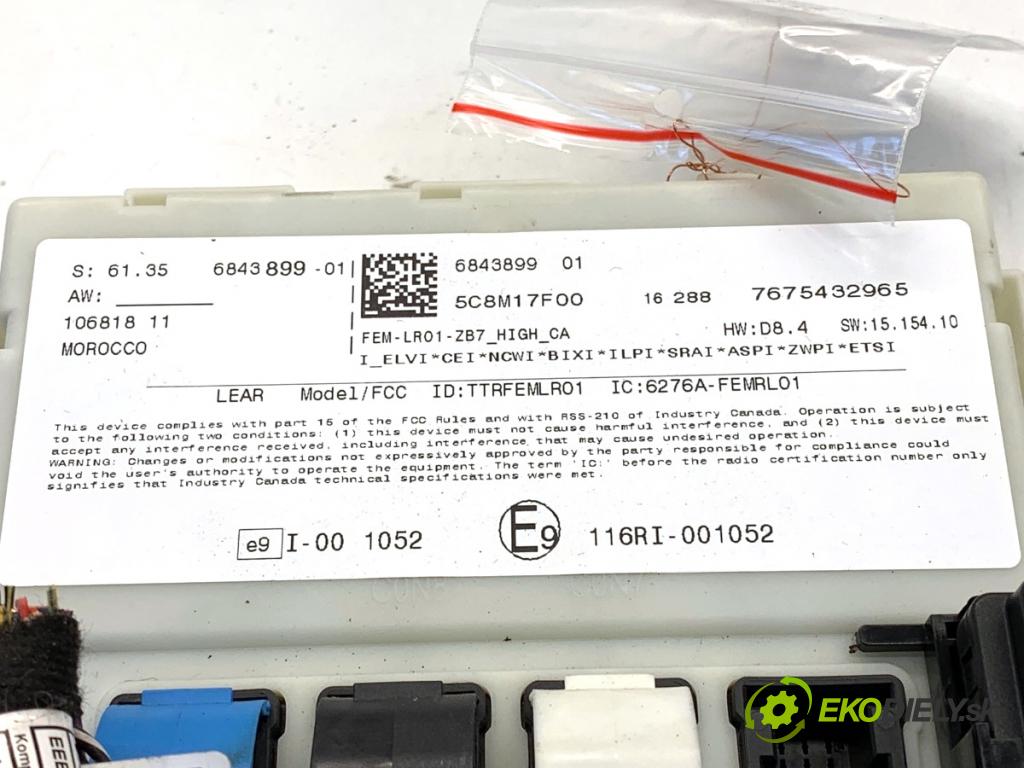 S: 61.35 6843 899 -01
AW:
106818 11
MOROCCO
6843899 01
5C8M17F00 16 288 7675432965
FEM-LR01-ZB7_HIGH_CA HW:D8.4 SW:15.154.10
I_ELVI*CEI*NCWI*BIXI*ILPI*SRAI*ASPI*ZWPI*ETSI
LEAR Model/FCC ID:TTRFEMLR01 IC:6276A-FEMRL01
This device complies with part 15 of the FCC Rules and with RSS-210 of Industry Canada. Operation is subject
to the following two conditions: (1) this device must not cause harmful interference, and (2) this device must
accept any interference received, including interference that may cause undesired operation.
WARNING: Changes or modifications not expressively approved by the party responsible for compliance could
void the user's authority to operate the equipment. The term 'IC:' before the radio certification number only
signifies that Industry Canada technical specifications were met.
e9 I-00 1052 E9 116RI-001052
EKODIELY.sk